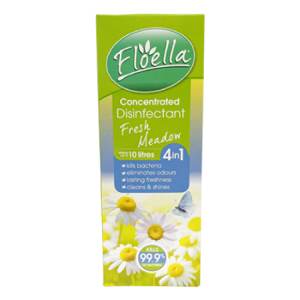 Floella
Concentrated
Disinfectant
Fresh
Meadow
10 litres
4in1
kills bacteria
eliminates odours
lasting freshness
cleans & shines
KILLS
99.9%